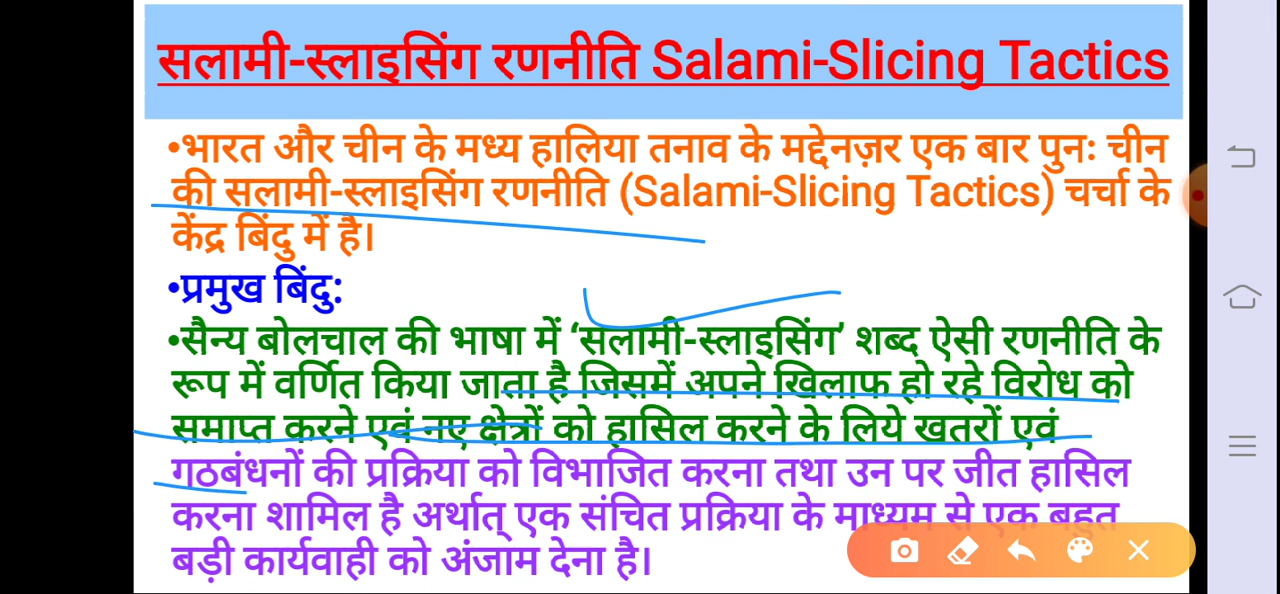 सलामी-स्लाइसिंग रणनीति Salami-Slicing Tactics
•भारत और चीन के मध्य हालिया तनाव के मद्देनज़र एक बार पुनः चीन
की सलामी-स्लाइसिंग रणनीति (Salami-Slicing Tactics) चर्चा के
केंद्र बिंदु में है।
•प्रमुख बिंदु:
•सैन्य बोलचाल की भाषा में ‘सलामी-स्लाइसिंग’ शब्द ऐसी रणनीति के
रूप में वर्णित किया जाता है जिसमें अपने खिलाफ हो रहे विरोध को
समाप्त करने एवं नए क्षेत्रों को हासिल करने के लिये खतरों एवं
गठबंधनों की प्रक्रिया को विभाजित करना तथा उन पर जीत हासिल
करना शामिल है अर्थात् एक संचित प्रक्रिया के माध्यम से एक बहुत
बड़ी कार्यवाही को अंजाम देना है।